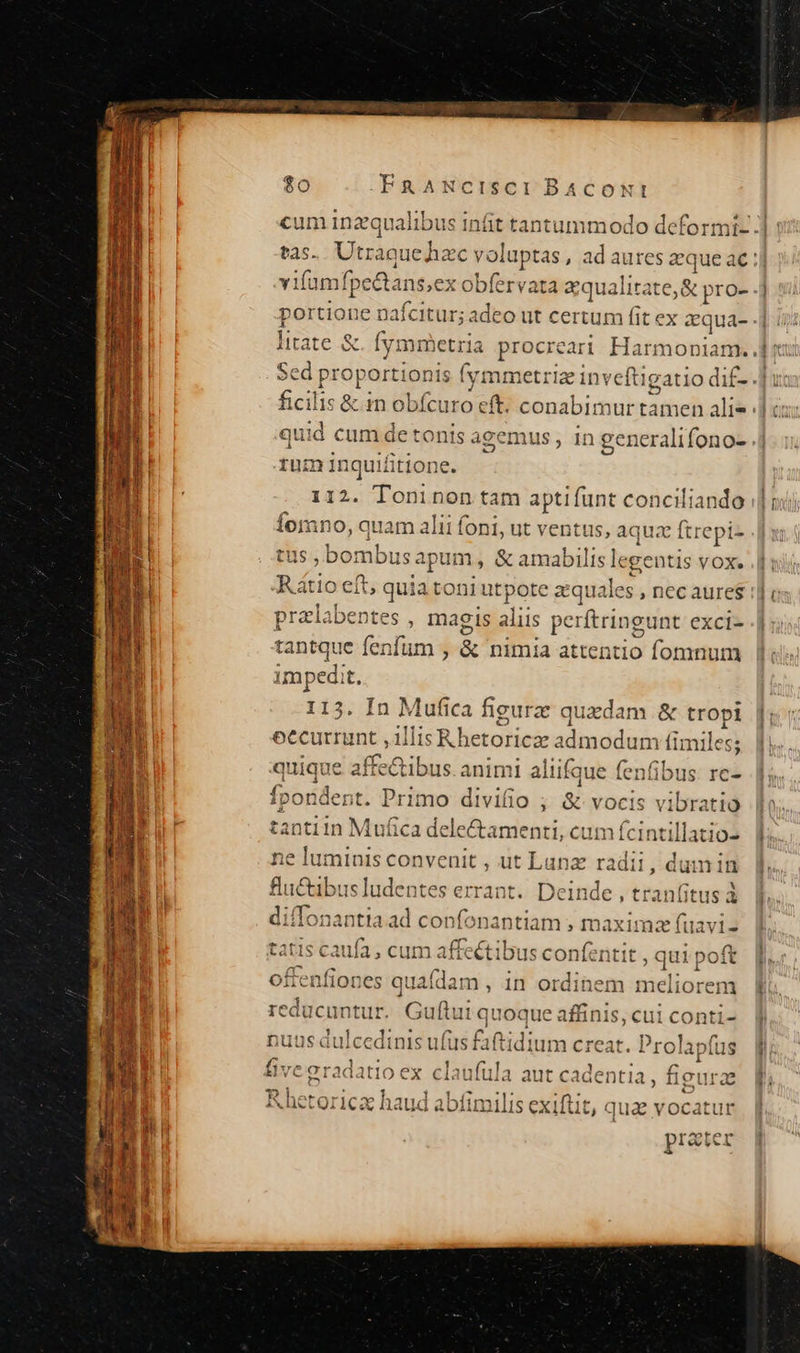 80 FRANCISCI BACONI
cum inæqualibus inſit tantummodo deformi-
tas. Utraque hæc voluptas, ad aures æque ac
viſum ſpectans, ex obſervata æqualitate, & pro-
portione naſcitur; adeo ut certum ſit ex æqua-
litate & ſymmetria procreari Harmoniam.
Sed proportionis ſymmetriæ inveſtigatio dif-
ficilis & in obſcuro eſt, conabimur tamen ali-
quid cum de tonis agemus, in generali ſono-
rum inquiſitione.
112. Toni non tam apti ſunt conciliando
ſomno, quam alii ſoni, ut ventus, aquæ ſtrepi-
tus, bombus apum, & amabilis legentis vox.
Ratio eſt, quia toni utpote æquales, nec aures
prælabentes, magis aliis perſtringunt exci-
tantque ſenſum, & nimia attentio ſomnum
impedit.
113. In Muſica figuræ quædam & tropi
occurrunt, illis Rhetoricæ admodum ſimiles;
quique affectibus animi aliiſque ſenſibus re-
ſpondent. Primo diviſio; & vocis vibratio
tanti in Muſica delectamenti, cum ſcintillatio-
ne luminis convenit, ut Lunæ radii, dum in
fluctibus ludentes errant. Deinde, tranſitus à
diſſonantia ad conſonantiam, maximæ ſuavi-
tatis cauſa, cum affectibus conſentit, qui poſt
offenſiones quaſdam, in ordinem meliorem
reducuntur. Guſtui quoque affinis, cui conti-
nuus dulcedinis uſus faſtidium creat. Prolapſus
ſive gradatio ex clauſula aut cadentia, figuræ
Rhetoricæ haud abſimilis exiſtit, quæ vocatur
præter